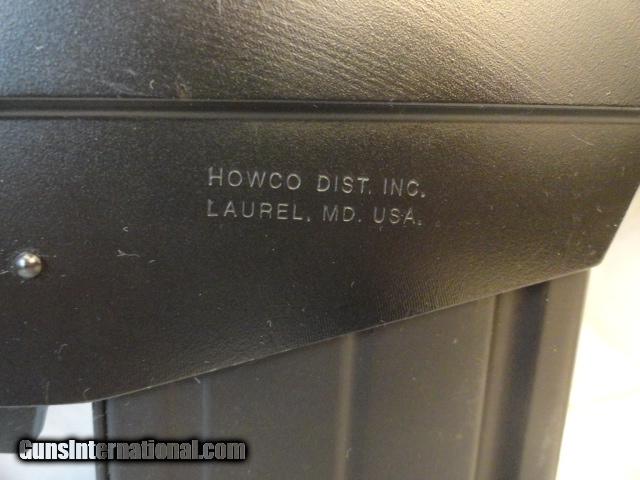 HOWCO DIST. INC.
LAUREL, MD. USA.
GunsInternational.com